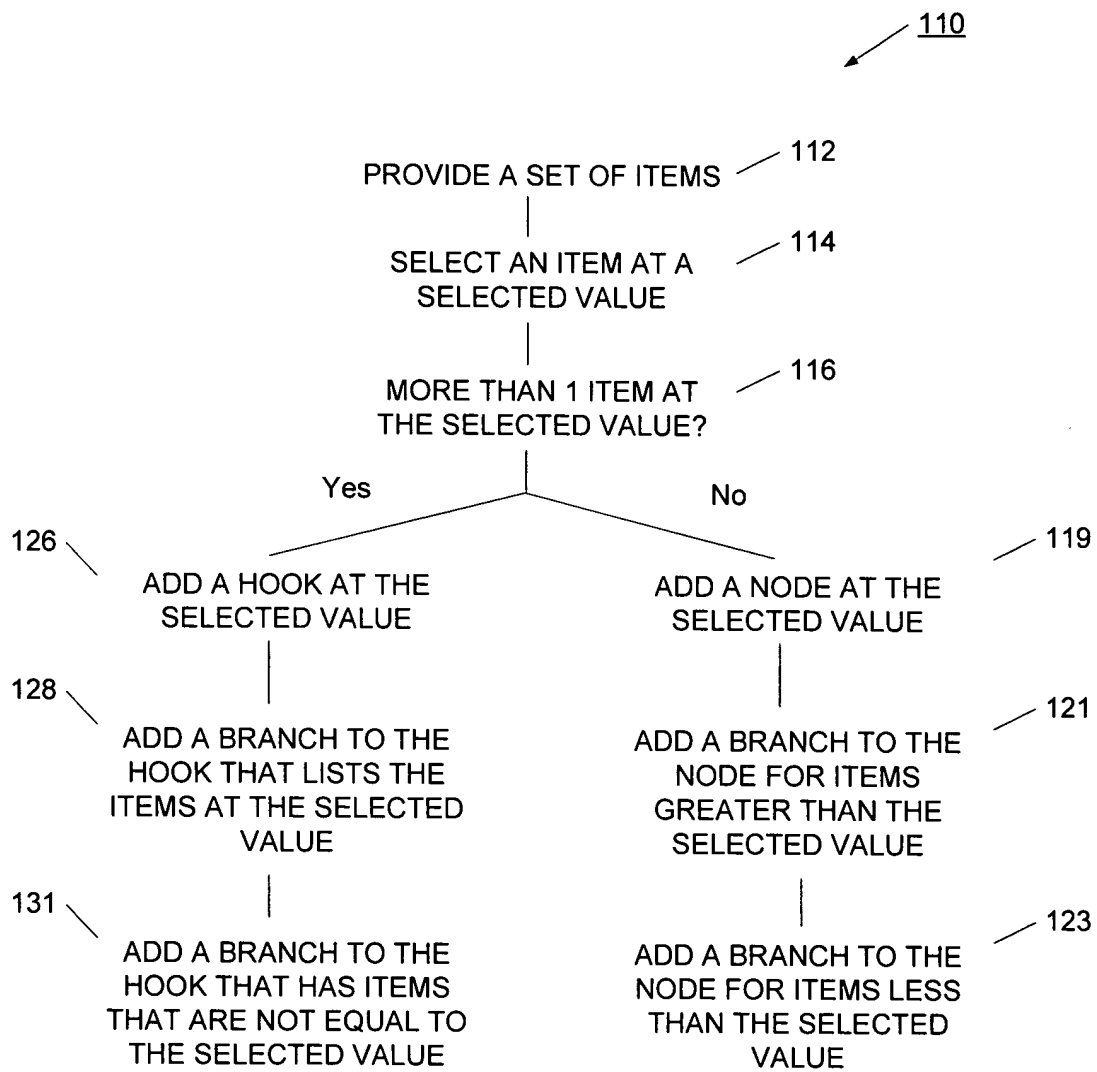 110
PROVIDE A SET OF ITEMS
112
SELECT AN ITEM AT A
SELECTED VALUE
114
MORE THAN 1 ITEM AT
THE SELECTED VALUE?
116
Yes
No
126
ADD A HOOK AT THE
SELECTED VALUE
119
ADD A NODE AT THE
SELECTED VALUE
128
ADD A BRANCH TO THE
HOOK THAT LISTS THE
ITEMS AT THE SELECTED
VALUE
121
ADD A BRANCH TO THE
NODE FOR ITEMS
GREATER THAN THE
SELECTED VALUE
131
ADD A BRANCH TO THE
HOOK THAT HAS ITEMS
THAT ARE NOT EQUAL TO
THE SELECTED VALUE
123
ADD A BRANCH TO THE
NODE FOR ITEMS LESS
THAN THE SELECTED
VALUE